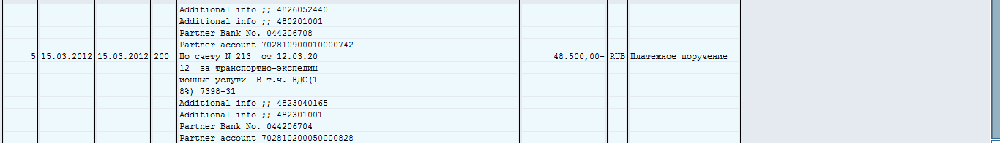 Additional info ;; 4826052440
Additional info ;; 480201001
Partner Bank No. 044206708
Partner account 702810900010000742
5 15.03.2012 15.03.2012 200 По счету N 213 от 12.03.20 48.500,00- RUB Платежное поручение
12 за транспортно-экспедиц
ионные услуги В т.ч. НДС(1
8%) 7398-31
Additional info ;; 4823040165
Additional info ;; 482301001
Partner Bank No. 044206704
Partner account 702810200050000828